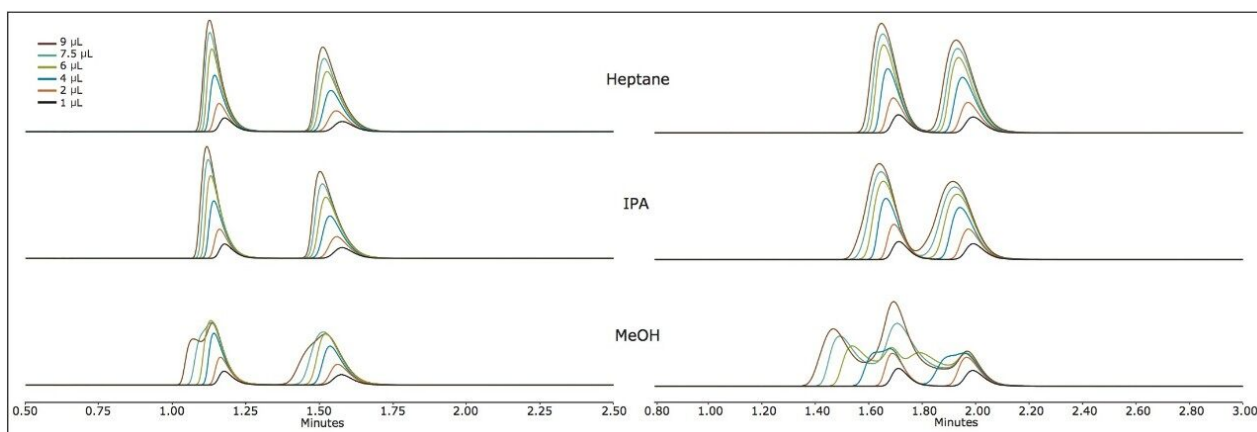 9 µL
7.5 µL
6 µL
4 µL
2 µL
1 µL
Heptane
IPA
MeOH
0.50 0.75 1.00 1.25 1.50 1.75 2.00 2.25 2.50
Minutes
0.80 1.00 1.20 1.40 1.60 1.80 2.00 2.20 2.40 2.60 2.80 3.00
Minutes